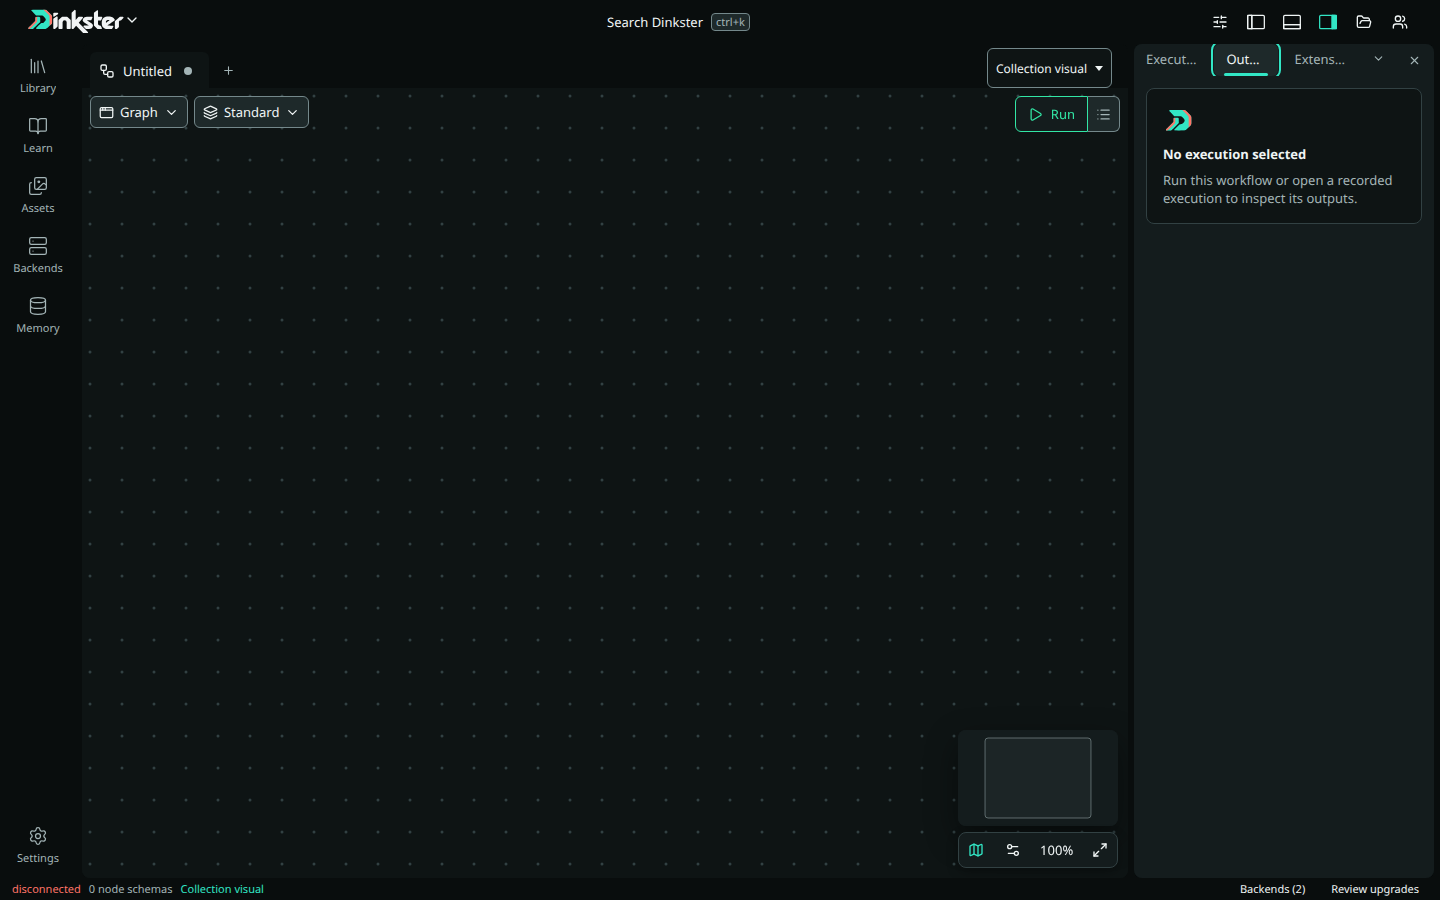 Dinkster
Search Dinkster ctrl+k
Library
Learn
Assets
Backends
Memory
Settings
Untitled
Collection visual
Graph
Standard
Run
100%
Execut...
Out...
Extens...
No execution selected
Run this workflow or open a recorded
execution to inspect its outputs.
disconnected 0 node schemas Collection visual
Backends (2) Review upgrades